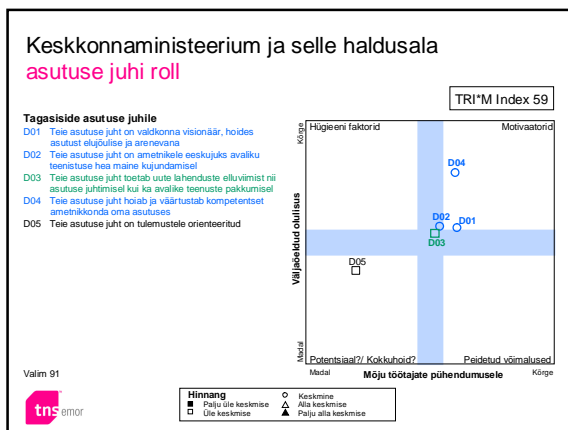 Keskkonnaministeerium ja selle haldusala
asutuse juhi roll
TRI*M Index 59
Tagasiside asutuse juhile
D01 Teie asutuse juht on valdkonna visionäär, hoides
asutust elujõulise ja arenevana
D02 Teie asutuse juht on ametnikele eeskujuks avaliku
teenistuse hea maine kujundamisel
D03 Teie asutuse juht toetab uute lahenduste elluviimist nii
asutuse juhtimisel kui ka avalike teenuste pakkumisel
D04 Teie asutuse juht hoiab ja väärtustab kompetentset
ametnikkonda oma asutuses
D05 Teie asutuse juht on tulemustele orienteeritud
Kõrge
Hügieeni faktorid
Motivaatorid
D04
D02
D01
D03
D05
Väljaöeldud olulisus
Madal
Potentsiaal?/ Kokkuhoid?
Peidetud võimalused
Madal
Mõju töötajate pühendumusele
Kõrge
Valim 91
Hinnang
Palju üle keskmise
Üle keskmise
Keskmine
Alla keskmise
Palju alla keskmise
tns emor